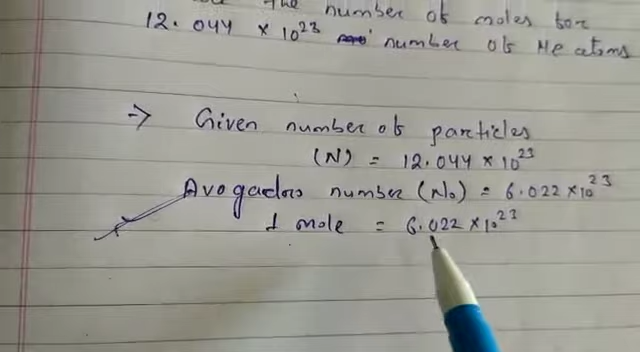 The number of moles for
12.044 × 10²³ number of He atoms
→ Given number of particles
(N) = 12.044 × 10²³
Avogadros number (N₀) = 6.022 × 10²³
1 mole = 6.022 × 10²³